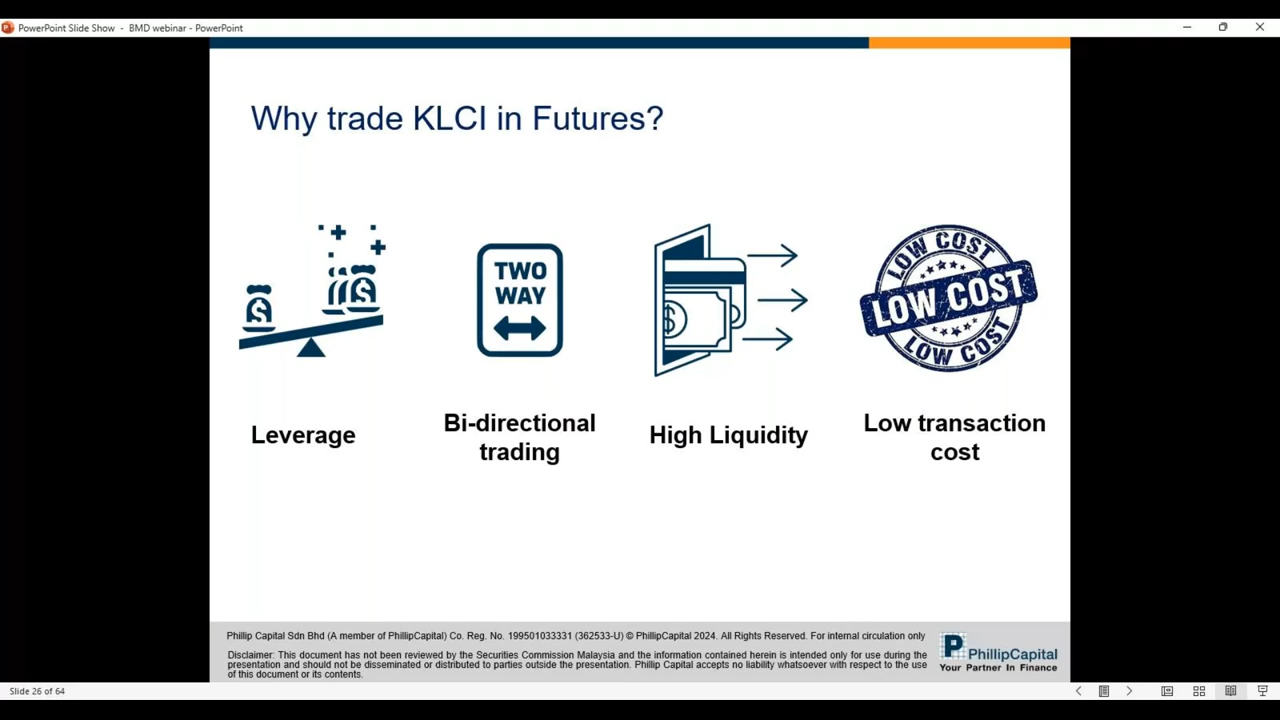 PowerPoint Slide Show - BMD webinar - PowerPoint
Why trade KLCI in Futures?
TWO
WAY
LOW COST
LOW COST
LOW COST
Leverage
Bi-directional
trading
High Liquidity
Low transaction
cost
Phillip Capital Sdn Bhd (A member of PhillipCapital) Co. Reg. No. 199501033331 (362533-U) © PhillipCapital 2024. All Rights Reserved. For internal circulation only
Disclaimer: This document has not been reviewed by the Securities Commission Malaysia and the information contained herein is intended only for use during the
presentation and should not be disseminated or distributed to parties outside the presentation. Phillip Capital accepts no liability whatsoever with respect to the use
of this document or its contents.
PhillipCapital
Your Partner In Finance
Slide 26 of 64